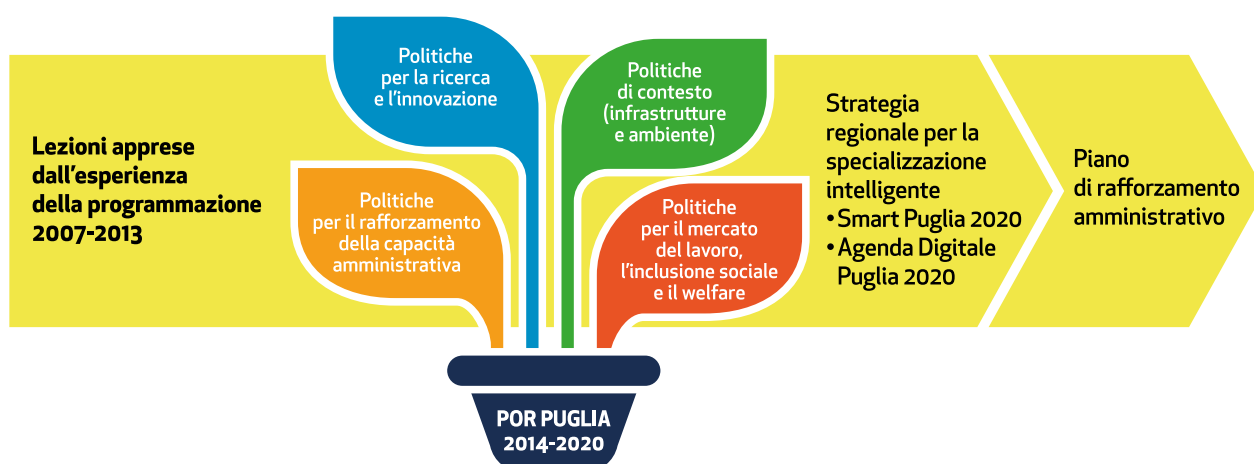 Lezioni apprese
dall'esperienza
della programmazione
2007-2013
Politiche
per la ricerca
e l'innovazione
Politiche
di contesto
(infrastrutture
e ambiente)
Politiche
per il rafforzamento
della capacità
amministrativa
Politiche
per il mercato
del lavoro,
l'inclusione sociale
e il welfare
Strategia
regionale per la
specializzazione
intelligente
• Smart Puglia 2020
• Agenda Digitale
Puglia 2020
Piano
di rafforzamento
amministrativo
POR PUGLIA
2014-2020